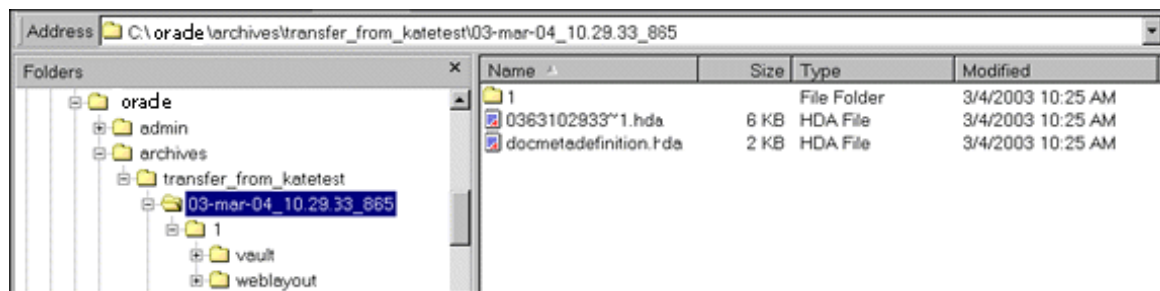 Address C:\oracle\archives\transfer_from_katetest\03-mar-04_10.29.33_865
Folders × Name Size Type Modified
oracle
admin
archives
transfer_from_katetest
03-mar-04_10.29.33_865
1
vault
weblayout
1 File Folder 3/4/2003 10:25 AM
0363102933~1.hda 6 KB HDA File 3/4/2003 10:25 AM
docmetadefinition.hda 2 KB HDA File 3/4/2003 10:25 AM